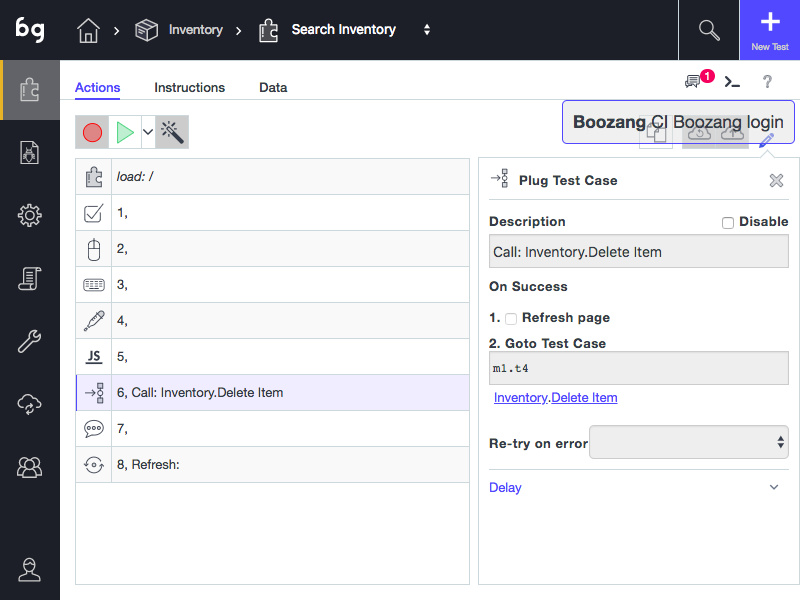 bg
Inventory
Search Inventory
New Test
Actions
Instructions
Data
1
?
Boozang CI Boozang login
load: /
1,
2,
3,
4,
JS 5,
6, Call: Inventory.Delete Item
7,
8, Refresh:
Plug Test Case
Description
Disable
Call: Inventory.Delete Item
On Success
1. Refresh page
2. Goto Test Case
m1.t4
Inventory.Delete Item
Re-try on error
Delay